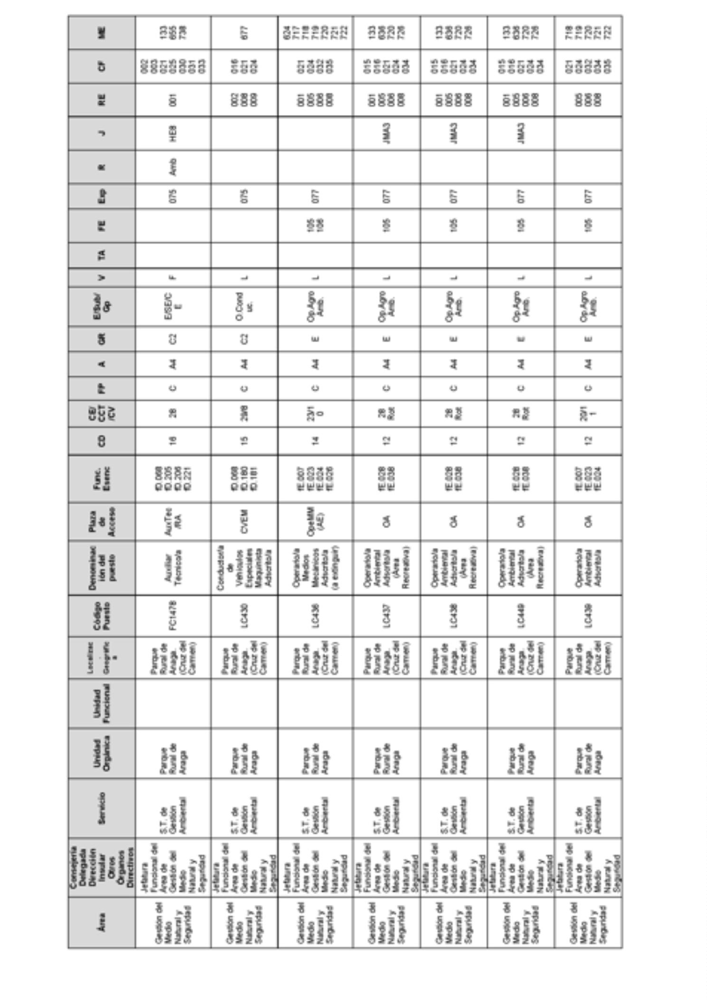 Área
Consejería
Delegada
Dirección
Insular
Otros
Órganos
Directivos
Servicio
Unidad
Orgánica
Unidad
Funcional
Localizac
.
Geográfic
a
Código
Puesto
Denominac
ión del
puesto
Plaza
de
Acceso
Func.
Esenc
CD
CE/
CCT
/CV
FP
A
GR
E/Sub/
Gp
V
TA
FE
Exp
R
J
RE
CF
ME
Gestión del
Medio
Natural y
Seguridad
Jefatura
Funcional del
Área de
Gestión del
Medio
Natural y
Seguridad
S.T. de
Gestión
Ambiental
Parque
Rural de
Anaga
Parque
Rural de
Anaga.
(Cruz del
Carmen)
FC1478
Auxiliar
Técnico/a
AuxTec
/RA
fD.068
fD.205
fD.206
fD.221
16
28
C
A4
C2
E/SE/C
E
F
075
Amb
HE8
001
002
003
021
025
030
031
033
133
655
738
Gestión del
Medio
Natural y
Seguridad
Jefatura
Funcional del
Área de
Gestión del
Medio
Natural y
Seguridad
S.T. de
Gestión
Ambiental
Parque
Rural de
Anaga
Parque
Rural de
Anaga.
(Cruz del
Carmen)
LC430
Conductor/a
de
Vehículos
Especiales
Maquinista
Adscrito/a
CVEM
fD.068
fD.180
fD.181
15
29/8
C
A4
C2
O.Cond
uc.
L
075
002
008
009
016
021
024
677
Gestión del
Medio
Natural y
Seguridad
Jefatura
Funcional del
Área de
Gestión del
Medio
Natural y
Seguridad
S.T. de
Gestión
Ambiental
Parque
Rural de
Anaga
Parque
Rural de
Anaga.
(Cruz del
Carmen)
LC436
Operario/a
Medios
Mecánicos
Adscrito/a
(a extinguir)
OpeMM
(AE)
fE.007
fE.023
fE.024
fE.026
14
23/1
0
C
A4
E
Op.Agro
Amb.
L
105
106
077
001
005
006
008
021
024
032
035
624
717
718
719
720
721
722
Gestión del
Medio
Natural y
Seguridad
Jefatura
Funcional del
Área de
Gestión del
Medio
Natural y
Seguridad
S.T. de
Gestión
Ambiental
Parque
Rural de
Anaga
Parque
Rural de
Anaga.
(Cruz del
Carmen)
LC437
Operario/a
Ambiental
Adscrito/a
(Área
Recreativa)
OA
fE.028
fE.038
12
28
Rot
C
A4
E
Op.Agro
Amb.
L
105
077
JMA3
001
005
006
008
015
016
021
024
034
133
636
720
726
Gestión del
Medio
Natural y
Seguridad
Jefatura
Funcional del
Área de
Gestión del
Medio
Natural y
Seguridad
S.T. de
Gestión
Ambiental
Parque
Rural de
Anaga
Parque
Rural de
Anaga.
(Cruz del
Carmen)
LC438
Operario/a
Ambiental
Adscrito/a
(Área
Recreativa)
OA
fE.028
fE.038
12
28
Rot
C
A4
E
Op.Agro
Amb.
L
105
077
JMA3
001
005
006
008
015
016
021
024
034
133
636
720
726
Gestión del
Medio
Natural y
Seguridad
Jefatura
Funcional del
Área de
Gestión del
Medio
Natural y
Seguridad
S.T. de
Gestión
Ambiental
Parque
Rural de
Anaga
Parque
Rural de
Anaga.
(Cruz del
Carmen)
LC449
Operario/a
Ambiental
Adscrito/a
(Área
Recreativa)
OA
fE.028
fE.038
12
28
Rot
C
A4
E
Op.Agro
Amb.
L
105
077
JMA3
001
005
006
008
015
016
021
024
034
133
636
720
726
Gestión del
Medio
Natural y
Seguridad
Jefatura
Funcional del
Área de
Gestión del
Medio
Natural y
Seguridad
S.T. de
Gestión
Ambiental
Parque
Rural de
Anaga
Parque
Rural de
Anaga.
(Cruz del
Carmen)
LC439
Operario/a
Ambiental
Adscrito/a
OA
fE.007
fE.023
fE.024
12
20/1
1
C
A4
E
Op.Agro
Amb.
L
105
077
005
006
008
021
024
032
034
035
718
719
720
721
722